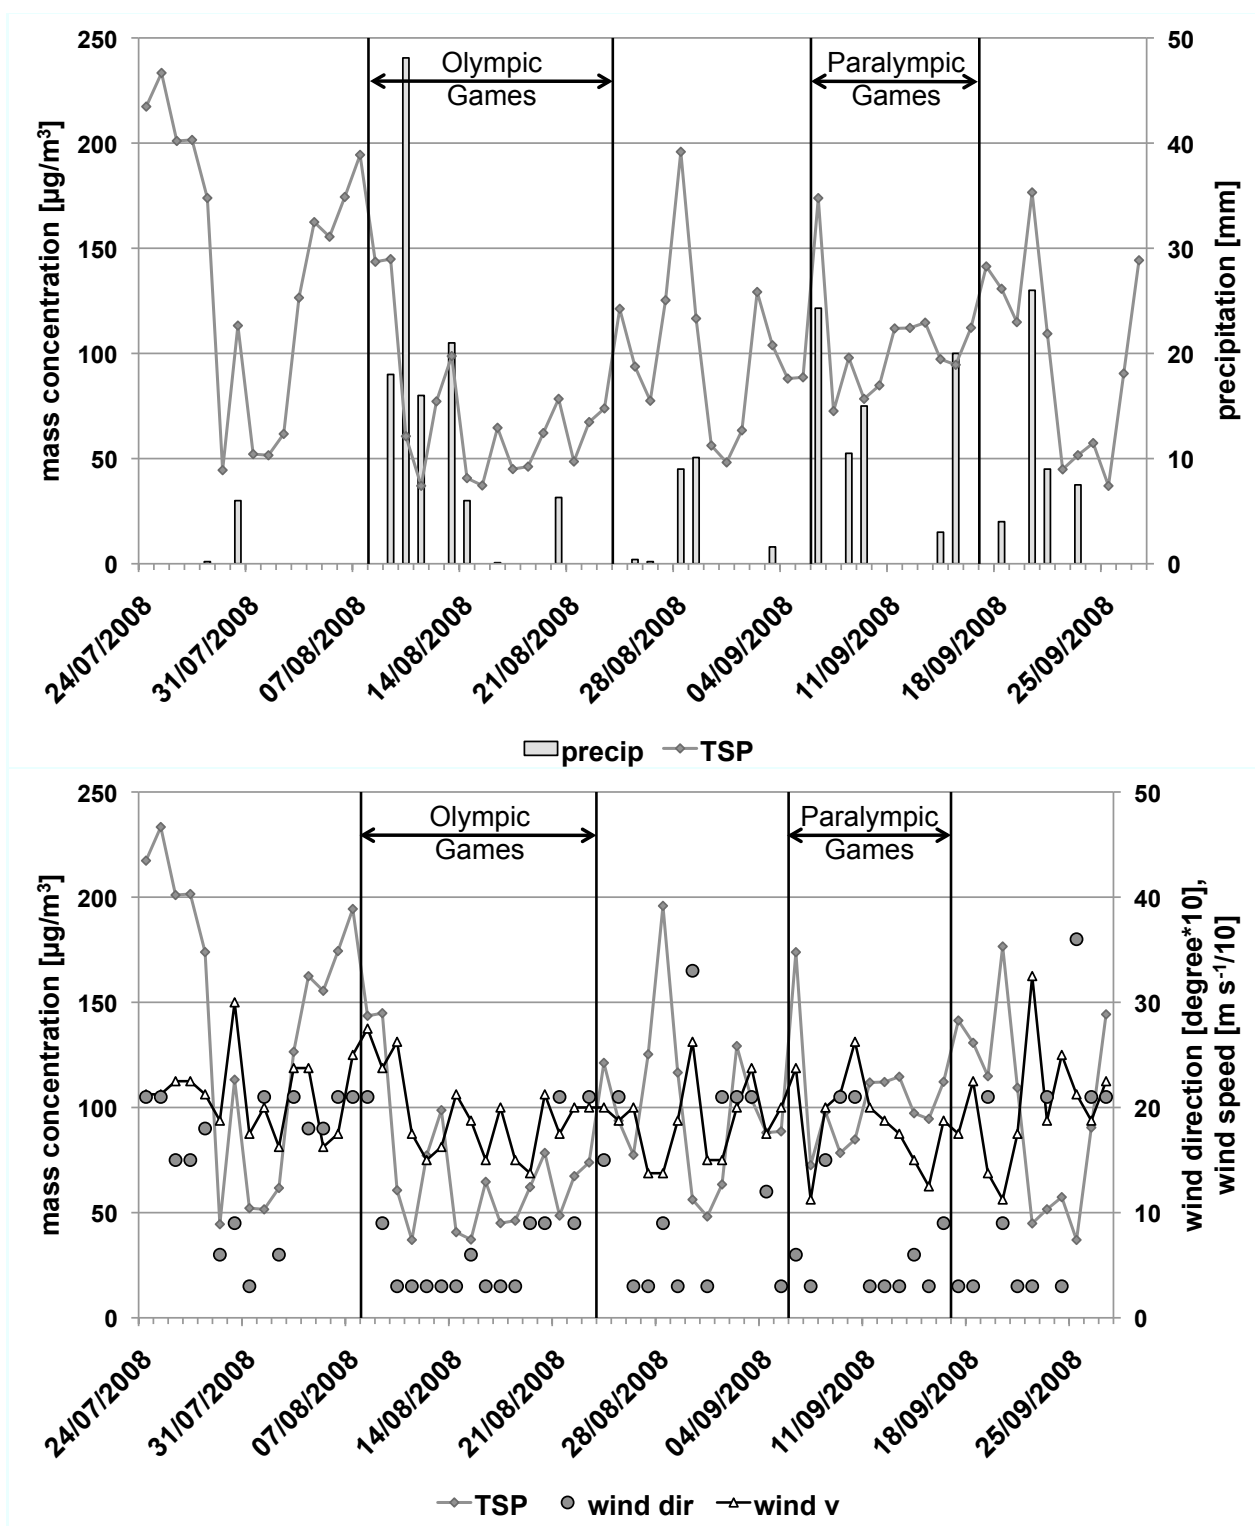 250
200
150
100
50
0
mass concentration [µg/m³]
50
40
30
20
10
0
precipitation [mm]
Olympic
Games
Paralympic
Games
24/07/2008
31/07/2008
07/08/2008
14/08/2008
21/08/2008
28/08/2008
04/09/2008
11/09/2008
18/09/2008
25/09/2008
precip TSP
250
200
150
100
50
0
mass concentration [µg/m³]
50
40
30
20
10
0
wind direction [degree*10],
wind speed [m s⁻¹/10]
Olympic
Games
Paralympic
Games
24/07/2008
31/07/2008
07/08/2008
14/08/2008
21/08/2008
28/08/2008
04/09/2008
11/09/2008
18/09/2008
25/09/2008
TSP wind dir wind v